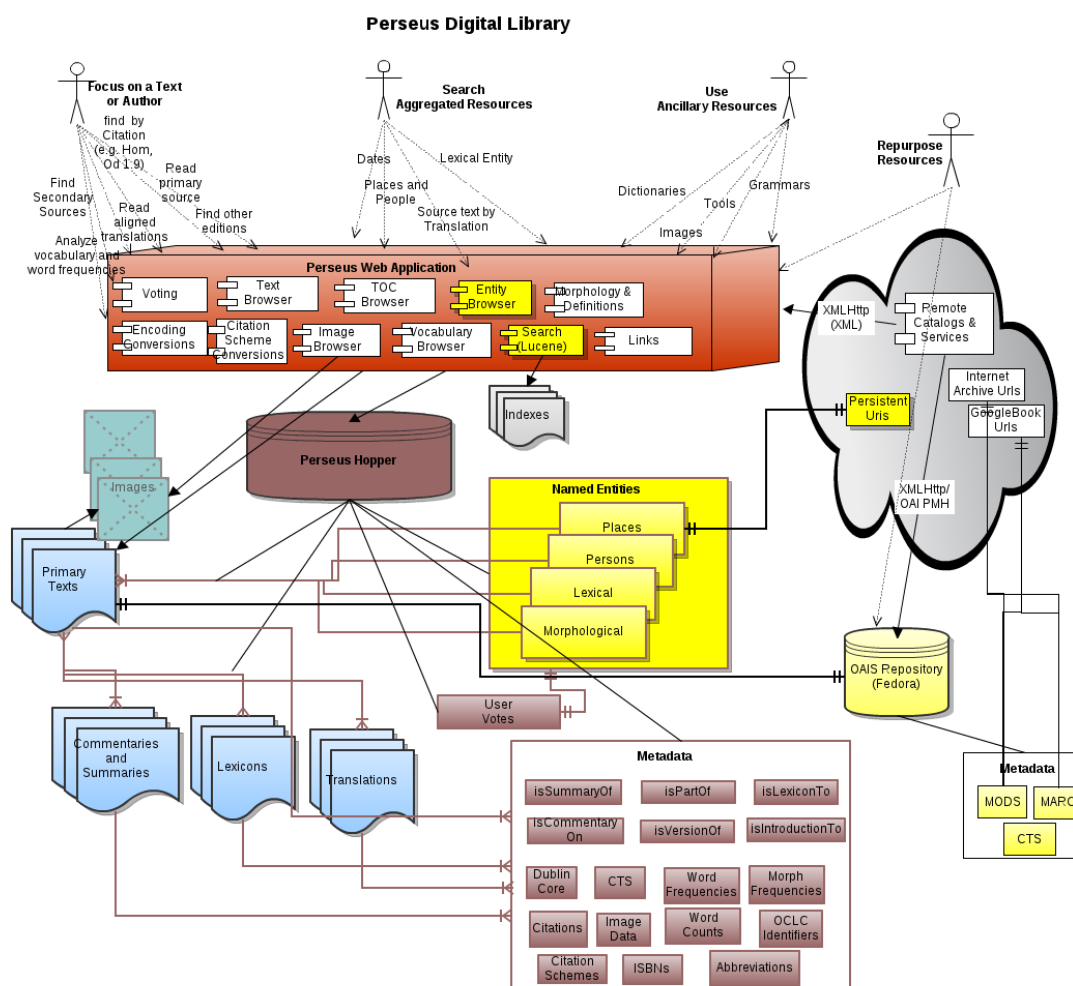 Perseus Digital Library
Focus on a Text
or Author
find by
Citation
(e.g. Hom,
Od 1.9)
Read
primary
source
Find
Secondary
Sources
Read
aligned
translations
Find other
editions
Analyze
vocabulary and
word frequencies
Search
Aggregated Resources
Dates
Lexical Entity
Places and
People
Source text by
Translation
Use
Ancillary Resources
Dictionaries
Grammars
Tools
Images
Repurpose
Resources
Perseus Web Application
Voting
Text
Browser
TOC
Browser
Entity
Browser
Morphology &
Definitions
Encoding
Conversions
Citation
Scheme
Conversions
Image
Browser
Vocabulary
Browser
Search
(Lucene)
Links
XMLHttp
(XML)
Remote
Catalogs &
Services
Internet
Archive Urls
GoogleBook
Urls
Persistent
Uris
XMLHttp/
OAI PMH
Indexes
Perseus Hopper
Images
Primary
Texts
Named Entities
Places
Persons
Lexical
Morphological
User
Votes
OAIS Repository
(Fedora)
Commentaries
and
Summaries
Lexicons
Translations
Metadata
isSummaryOf
isPartOf
isLexiconTo
isCommentary
On
isVersionOf
isIntroductionTo
Dublin
Core
CTS
Word
Frequencies
Morph
Frequencies
Citations
Image
Data
Word
Counts
OCLC
Identifiers
Citation
Schemes
ISBNs
Abbreviations
Metadata
MODS
MARC
CTS